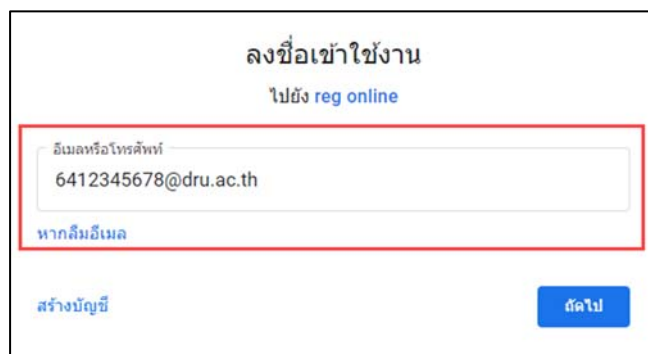 ลงชื่อเข้าใช้งาน
ไปยัง reg online
อีเมลหรือโทรศัพท์
6412345678@dru.ac.th
หากลืมอีเมล
สร้างบัญชี
ถัดไป